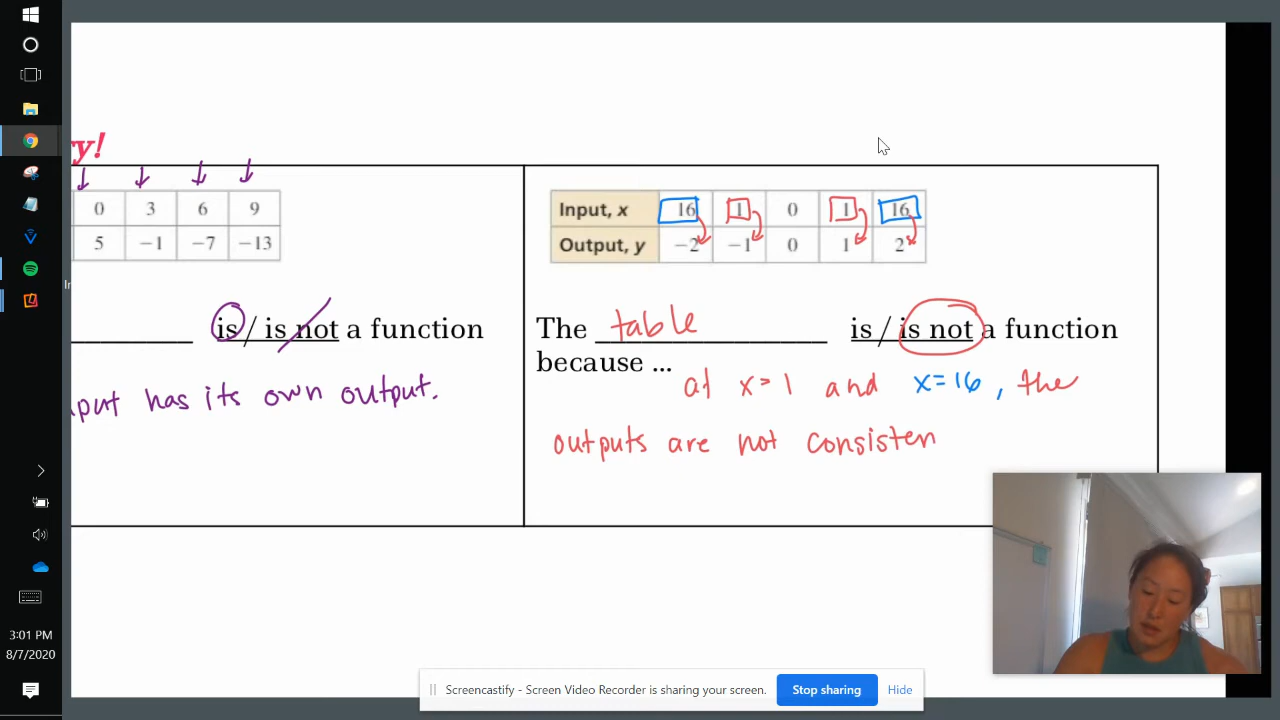 y!
0 3 6 9
5 −1 −7 −13
is / is not a function
put has its own output.
Input, x 16 1 0 1 16
Output, y −2 −1 0 1 2
The table is / is not a function
because ...
at x=1 and x=16, the
outputs are not consisten
In
3:01 PM
8/7/2020
Screencastify - Screen Video Recorder is sharing your screen. Stop sharing Hide